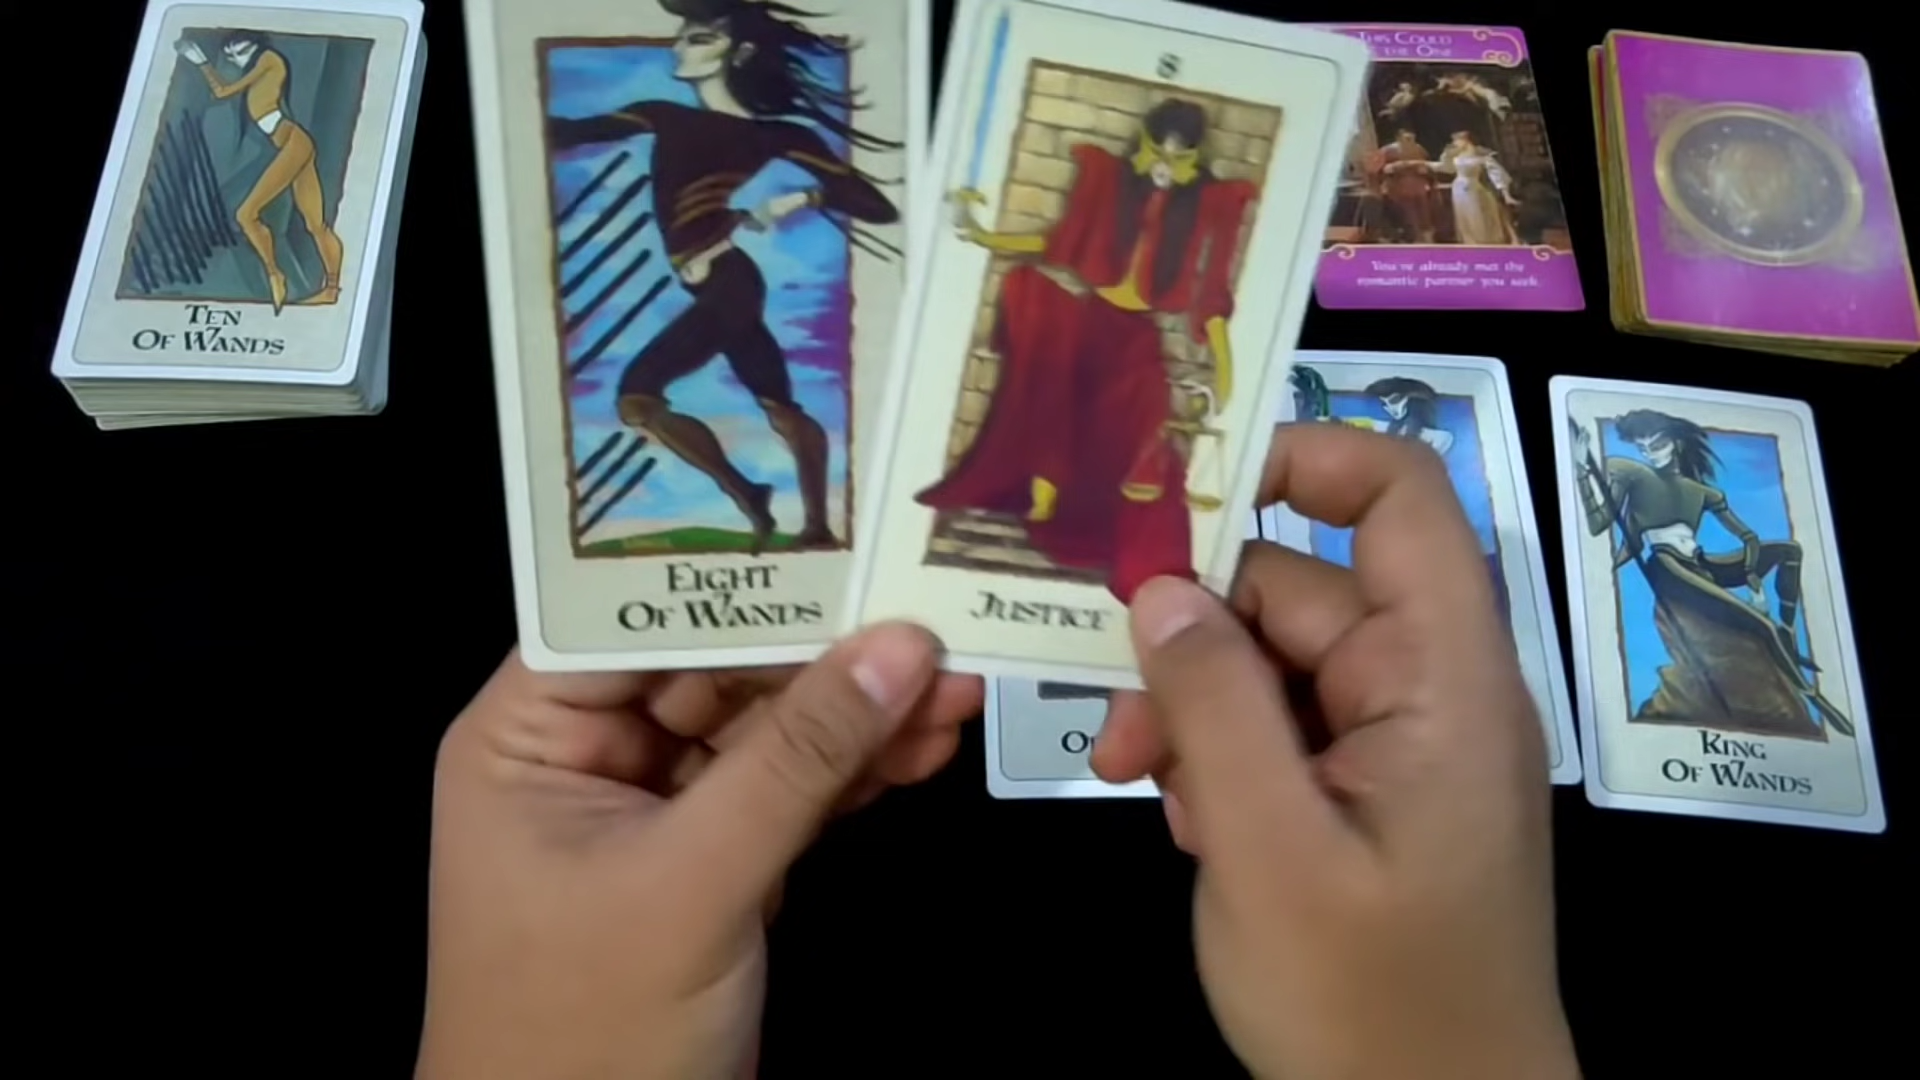 TEN
OF WANDS
EIGHT
OF WANDS
8
JUSTICE
THIS COULD
THE ONE
You've already met the
romantic partner you seek.
KING
OF WANDS